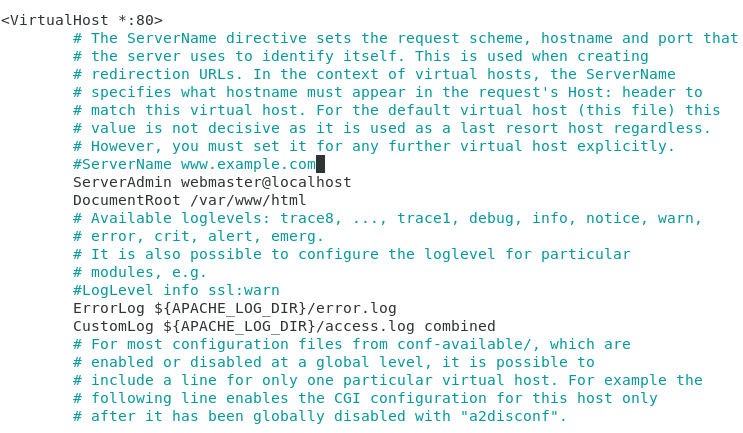 <VirtualHost *:80>
        # The ServerName directive sets the request scheme, hostname and port that
        # the server uses to identify itself. This is used when creating
        # redirection URLs. In the context of virtual hosts, the ServerName
        # specifies what hostname must appear in the request's Host: header to
        # match this virtual host. For the default virtual host (this file) this
        # value is not decisive as it is used as a last resort host regardless.
        # However, you must set it for any further virtual host explicitly.
        #ServerName www.example.com
        ServerAdmin webmaster@localhost
        DocumentRoot /var/www/html
        # Available loglevels: trace8, ..., trace1, debug, info, notice, warn,
        # error, crit, alert, emerg.
        # It is also possible to configure the loglevel for particular
        # modules, e.g.
        #LogLevel info ssl:warn
        ErrorLog ${APACHE_LOG_DIR}/error.log
        CustomLog ${APACHE_LOG_DIR}/access.log combined
        # For most configuration files from conf-available/, which are
        # enabled or disabled at a global level, it is possible to
        # include a line for only one particular virtual host. For example the
        # following line enables the CGI configuration for this host only
        # after it has been globally disabled with "a2disconf".